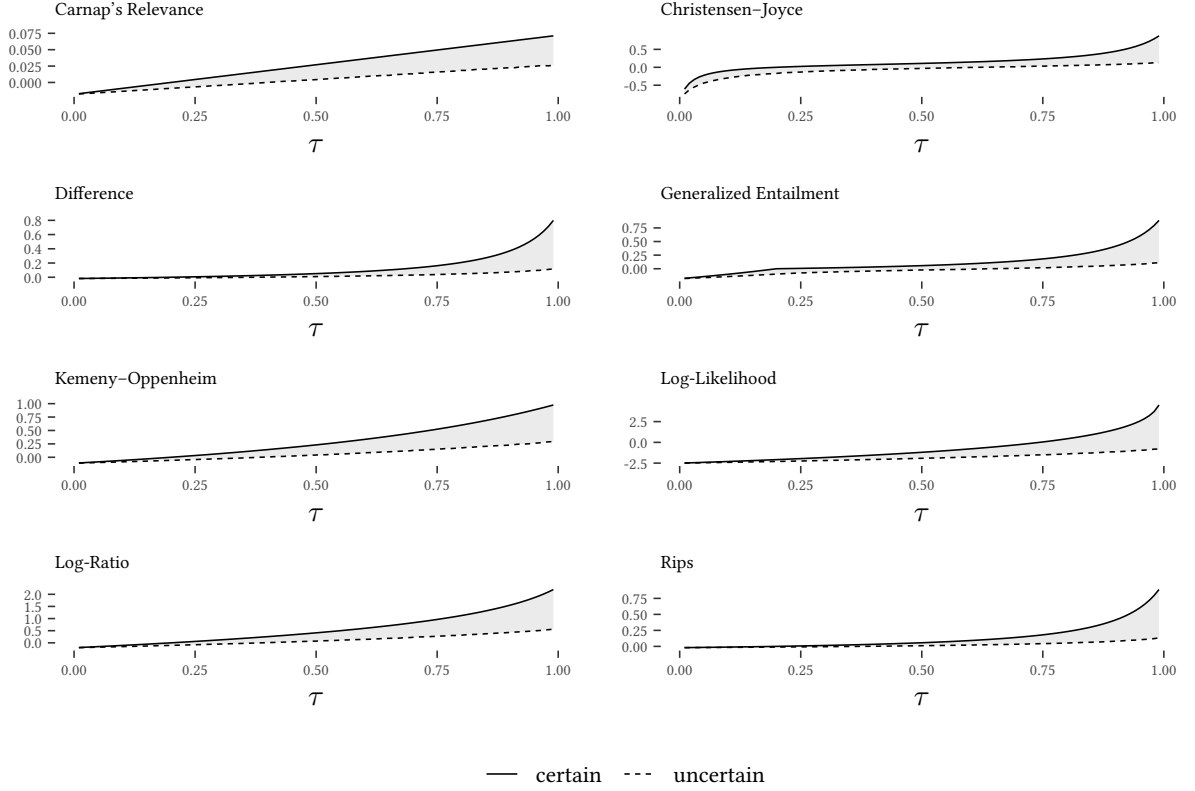 Carnap's Relevance
0.075
0.050
0.025
0.000
0.00 0.25 0.50 0.75 1.00
τ
Christensen–Joyce
0.5
0.0
-0.5
0.00 0.25 0.50 0.75 1.00
τ
Difference
0.8
0.6
0.4
0.2
0.0
0.00 0.25 0.50 0.75 1.00
τ
Generalized Entailment
0.75
0.50
0.25
0.00
0.00 0.25 0.50 0.75 1.00
τ
Kemeny–Oppenheim
1.00
0.75
0.50
0.25
0.00
0.00 0.25 0.50 0.75 1.00
τ
Log-Likelihood
2.5
0.0
-2.5
0.00 0.25 0.50 0.75 1.00
τ
Log-Ratio
2.0
1.5
1.0
0.5
0.0
0.00 0.25 0.50 0.75 1.00
τ
Rips
0.75
0.50
0.25
0.00
0.00 0.25 0.50 0.75 1.00
τ
certain uncertain